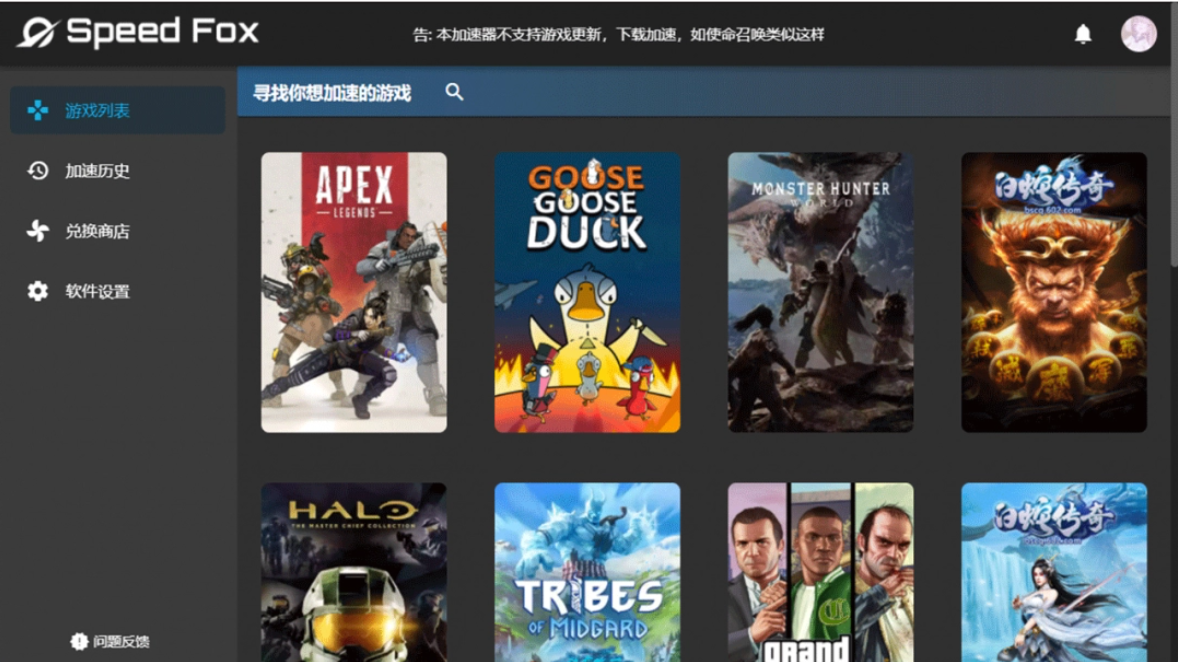 Speed Fox
告: 本加速器不支持游戏更新，下载加速，如使命召唤类似这样
游戏列表
加速历史
兑换商店
软件设置
问题反馈
寻找你想加速的游戏
APEX
LEGENDS
GOOSE
GOOSE
DUCK
MONSTER HUNTER
WORLD
白蛇传奇
bscq.602.com
HALO
THE MASTER CHIEF COLLECTION
TRIBES
OF MIDGARD
grand
白蛇传奇